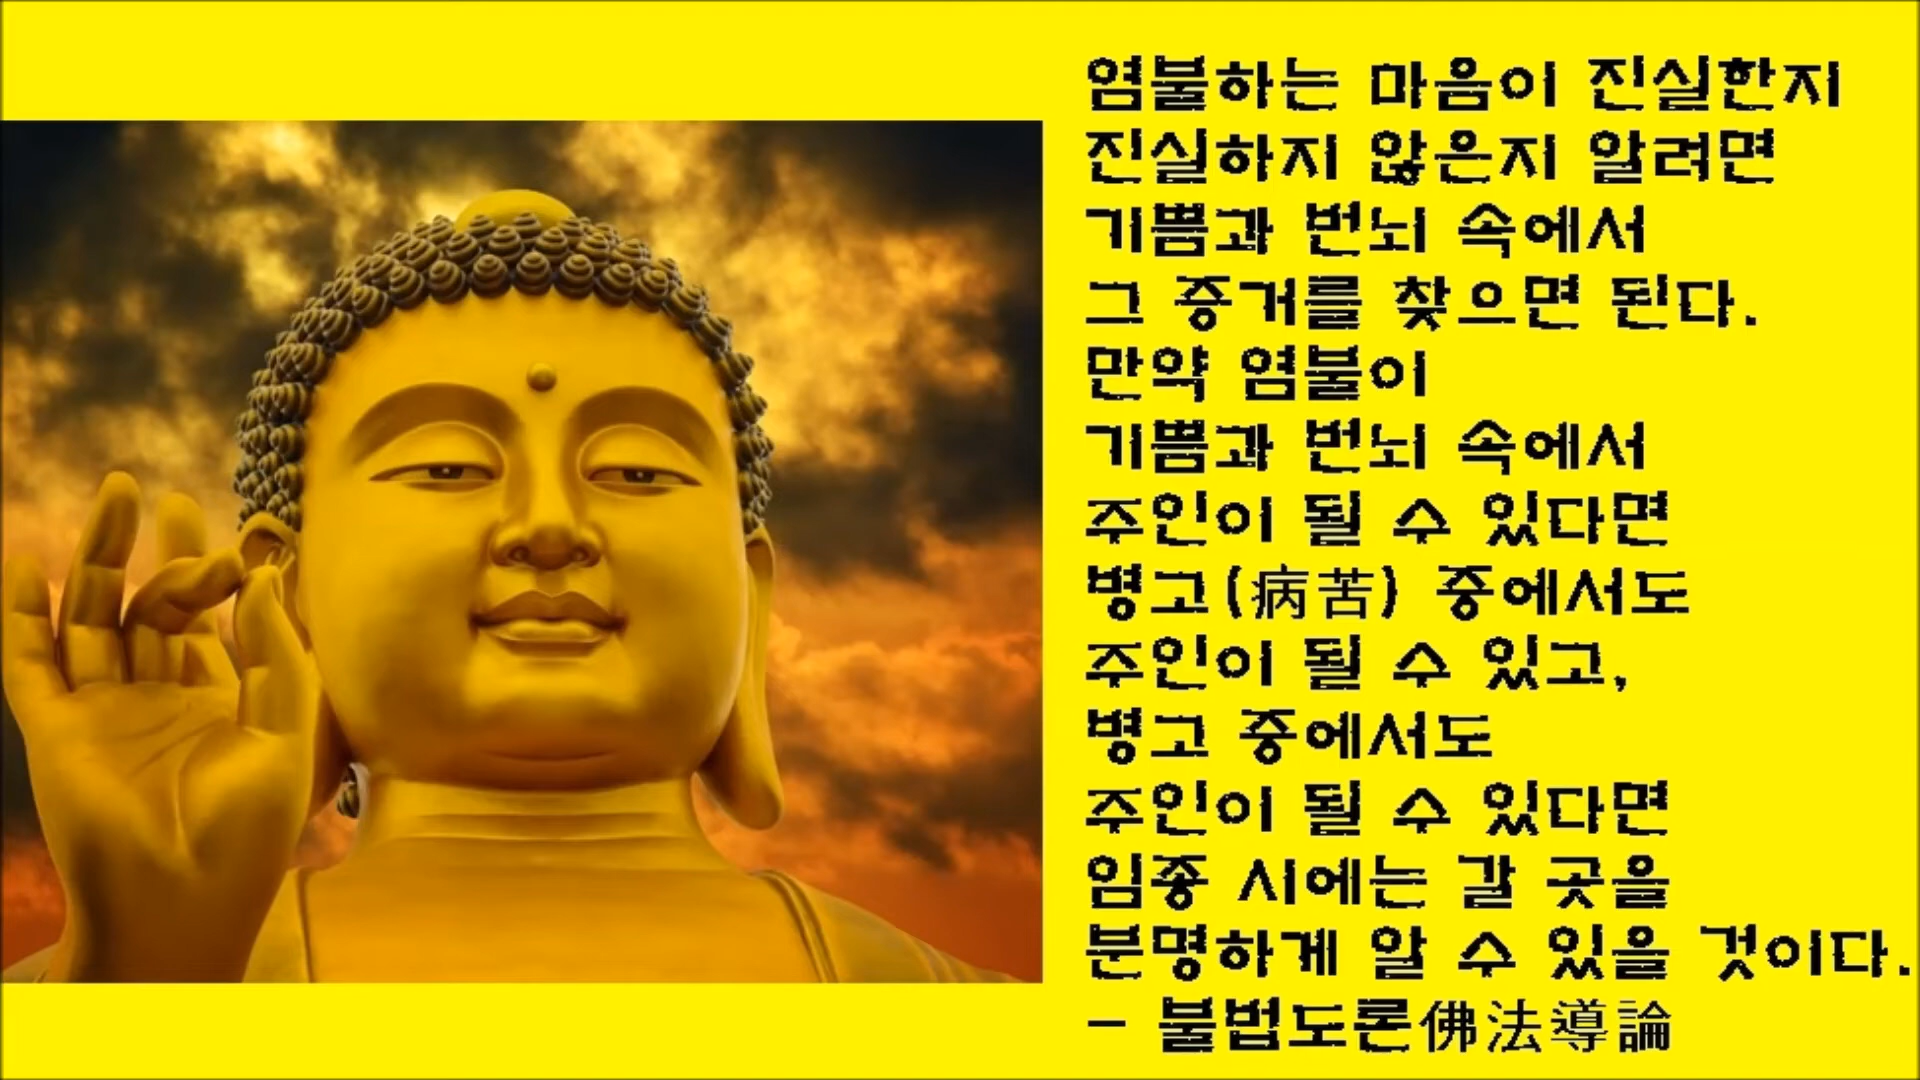 염불하는 마음이 진실한지
진실하지 않은지 알려면
기쁨과 번뇌 속에서
그 증거를 찾으면 된다.
만약 염불이
기쁨과 번뇌 속에서
주인이 될 수 있다면
병고(病苦) 중에서도
주인이 될 수 있고,
병고 중에서도
주인이 될 수 있다면
임종 시에는 갈 곳을
분명하게 알 수 있을 것이다.
- 불법도론佛法導論